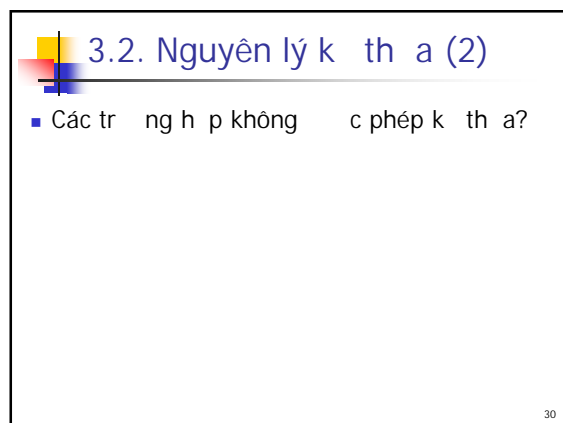 3.2. Nguyên lý k th a (2)
Các tr ng h p không c phép k th a?
30